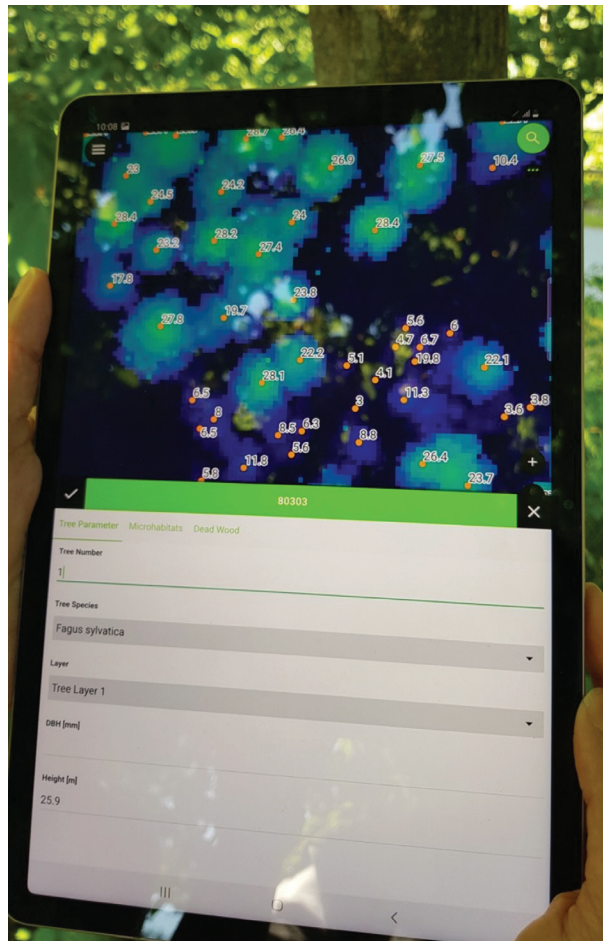 10:08
28.7 26.4
23 26.9 27.5 10.4
24.5 24.2
28.4 24 28.4
23.2 28.2 27.4
17.8 23.8
27.8 19.7 5.6 6
4.7 6.7
22.2 5.1 19.8 22.1
28.1 4.1
6.5 11.3 3.8
8 3 3.6
6.5 8.5 6.3 8.8
5.6 26.4
11.8 23.7
5.8
+
80303
Tree Parameter Microhabitats Dead Wood
Tree Number
1
Tree Species
Fagus sylvatica
Layer
Tree Layer 1
DBH [mm]
Height [m]
25.9